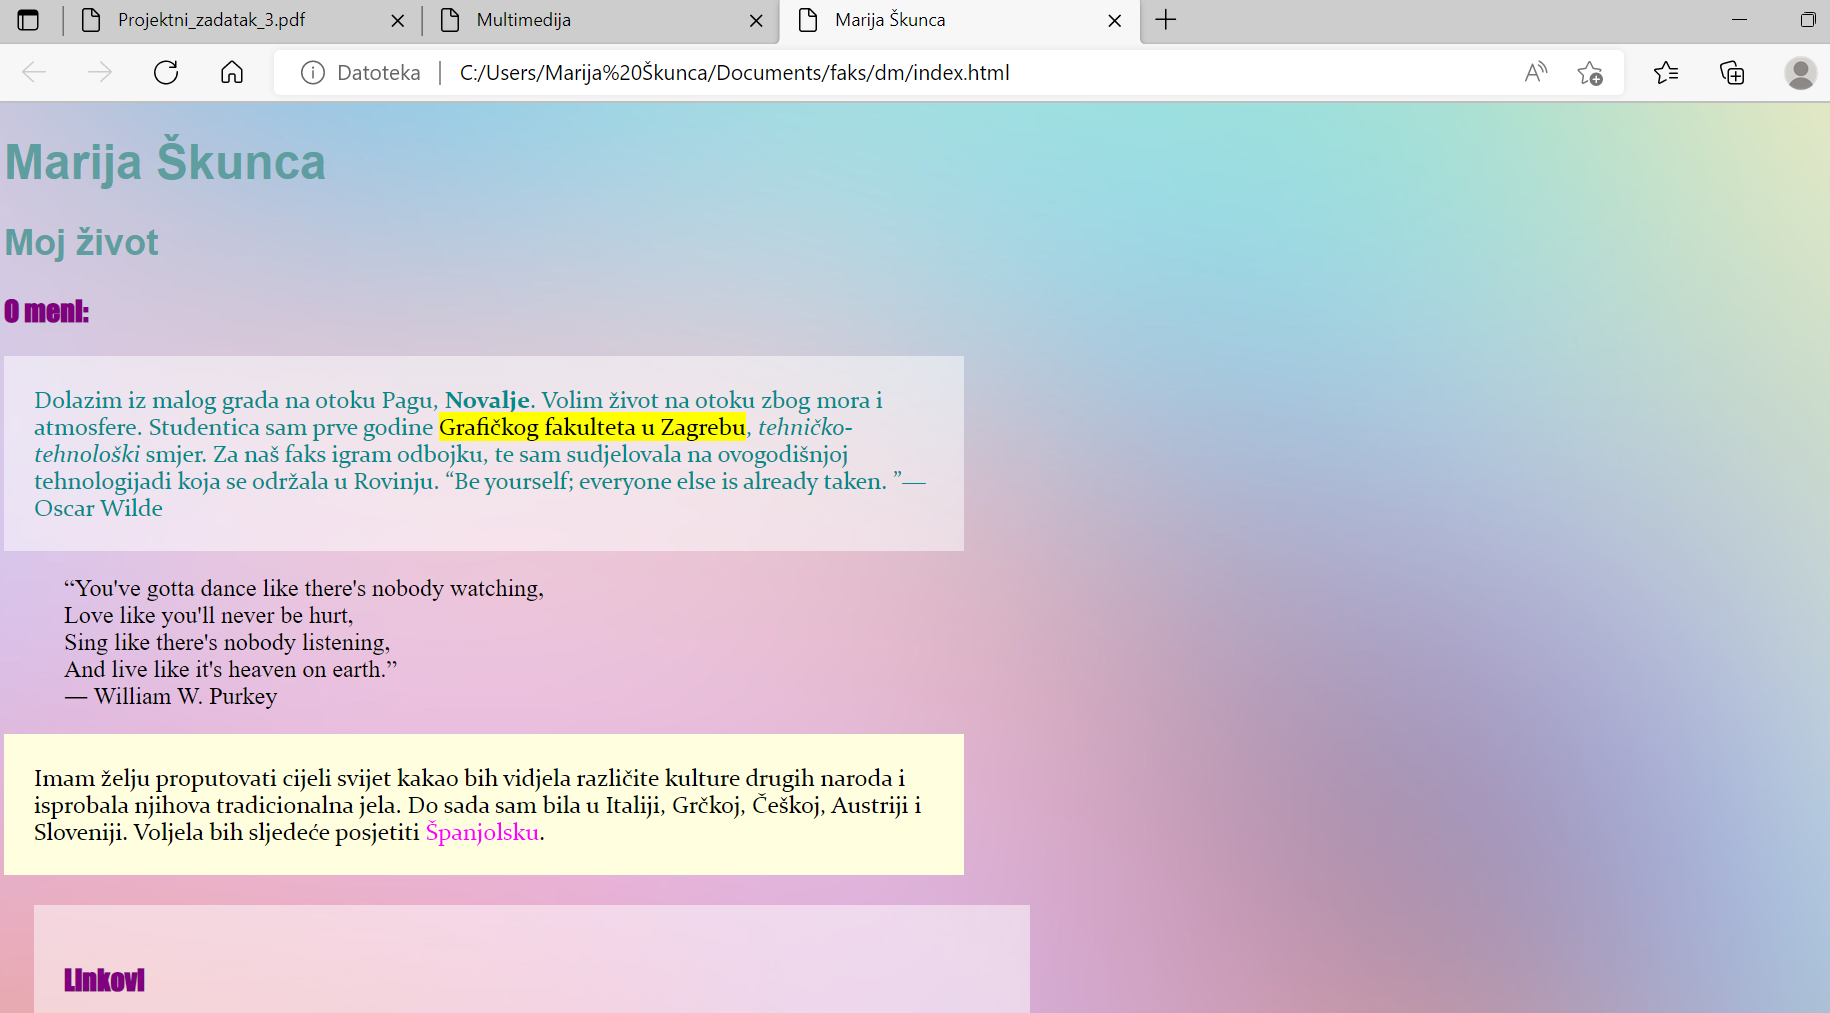 Projektni_zadatak_3.pdf
Multimedija
Marija Škunca
Datoteka
C:/Users/Marija%20Škunca/Documents/faks/dm/index.html
Marija Škunca
Moj život
O meni:
Dolazim iz malog grada na otoku Pagu, Novalje. Volim život na otoku zbog mora i
atmosfere. Studentica sam prve godine Grafičkog fakulteta u Zagrebu, tehničko-
tehnološki smjer. Za naš faks igram odbojku, te sam sudjelovala na ovogodišnjoj
tehnologijadi koja se održala u Rovinju. “Be yourself; everyone else is already taken. ”―
Oscar Wilde
“You've gotta dance like there's nobody watching,
Love like you'll never be hurt,
Sing like there's nobody listening,
And live like it's heaven on earth.”
― William W. Purkey
Imam želju proputovati cijeli svijet kakao bih vidjela različite kulture drugih naroda i
isprobala njihova tradicionalna jela. Do sada sam bila u Italiji, Grčkoj, Češkoj, Austriji i
Sloveniji. Voljela bih sljedeće posjetiti Španjolsku.
Linkovi